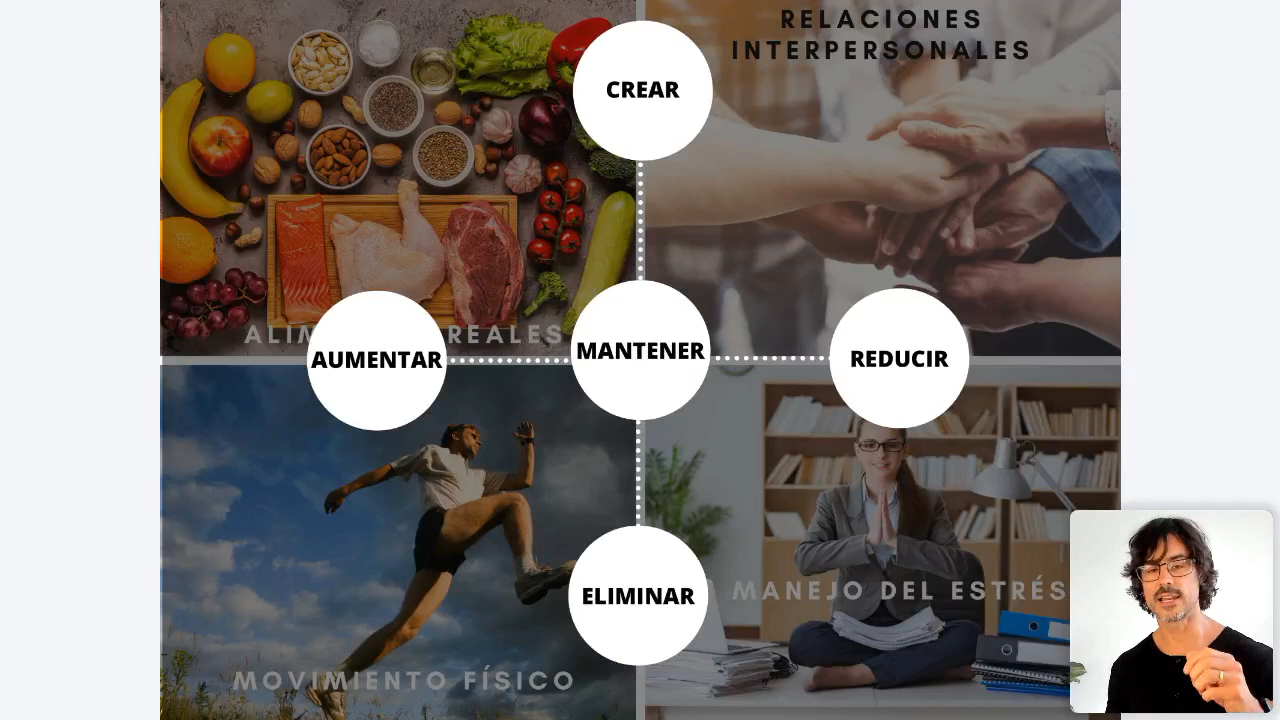 RELACIONES
INTERPERSONALES
CREAR
REALES
AUMENTAR
MANTENER
REDUCIR
ELIMINAR
MANEJO DEL ESTRÉS
MOVIMIENTO FÍSICO